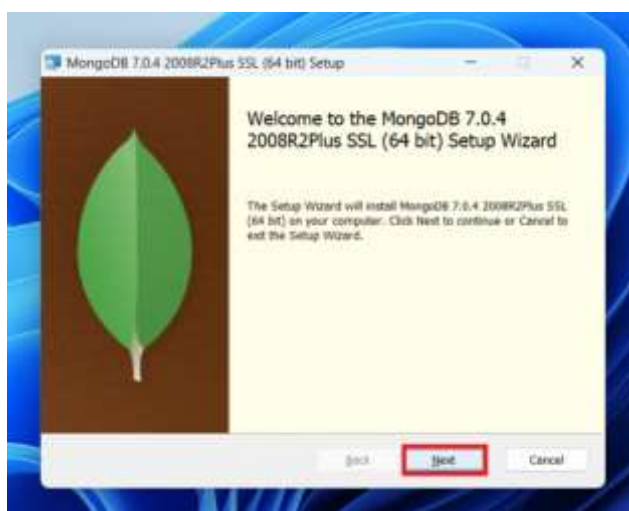 MongoDB 7.0.4 2008R2Plus SSL (64 bit) Setup
Welcome to the MongoDB 7.0.4
2008R2Plus SSL (64 bit) Setup Wizard
The Setup Wizard will install MongoDB 7.0.4 2008R2Plus SSL
(64 bit) on your computer. Click Next to continue or Cancel to
exit the Setup Wizard.
Back Next Cancel